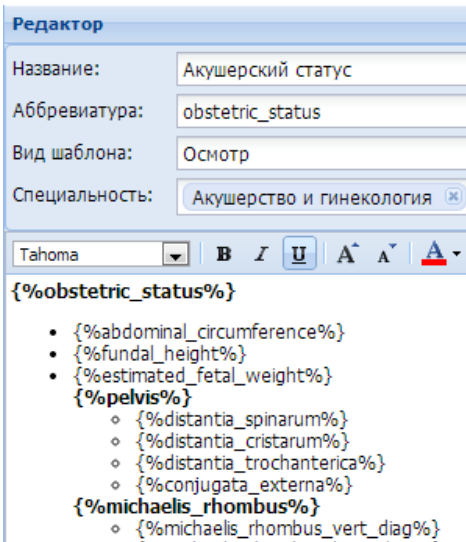 Редактор
Название: Акушерский статус
Аббревиатура: obstetric_status
Вид шаблона: Осмотр
Специальность: Акушерство и гинекология
Tahoma B I U A A A
{%obstetric_status%}
{%abdominal_circumference%}
{%fundal_height%}
{%estimated_fetal_weight%}
{%pelvis%}
{%distantia_spinarum%}
{%distantia_cristarum%}
{%distantia_trochanterica%}
{%conjugata_externa%}
{%michaelis_rhombus%}
{%michaelis_rhombus_vert_diag%}